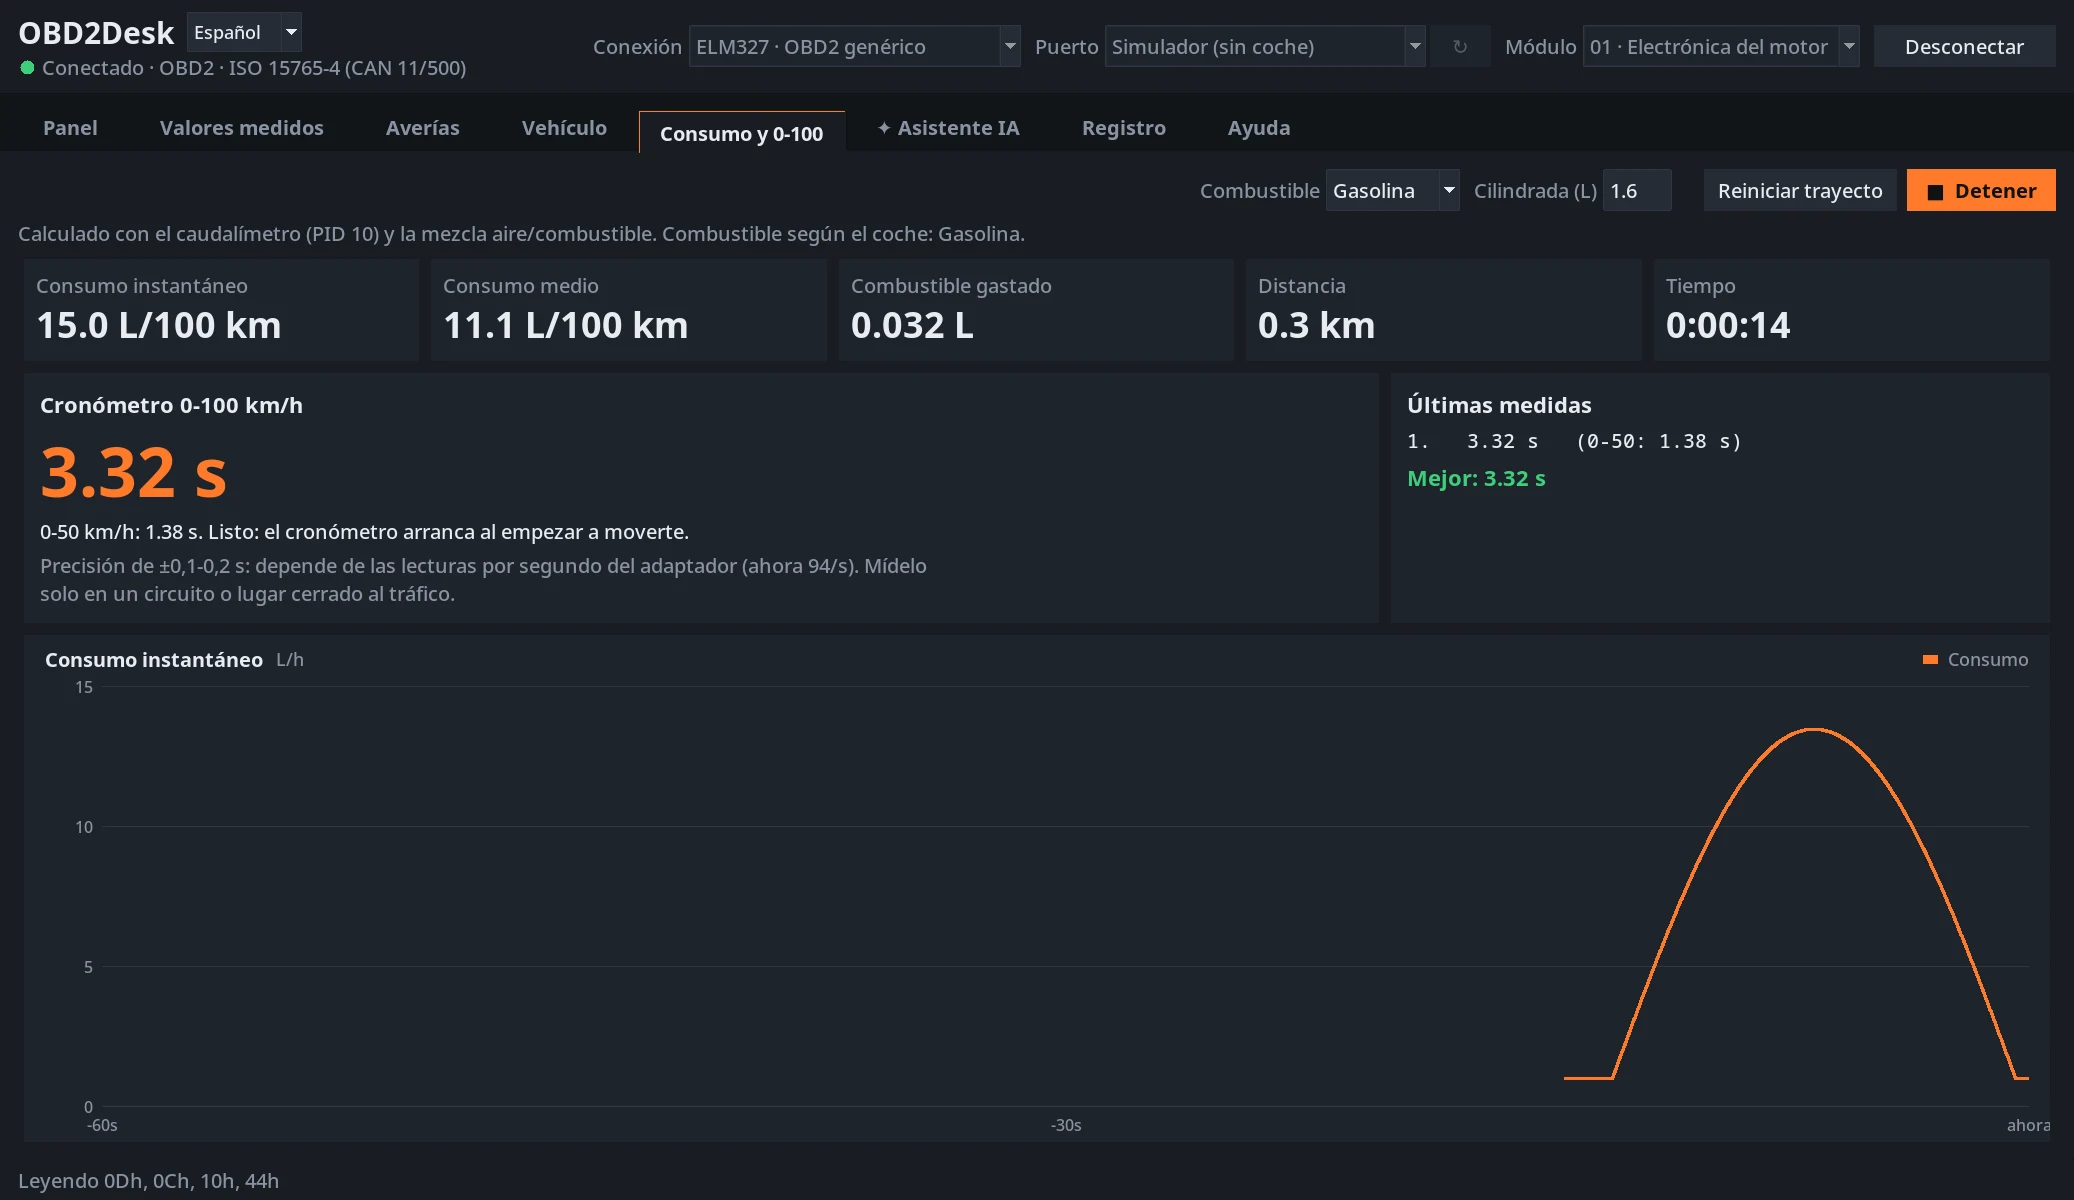 OBD2Desk Español
Conectado · OBD2 · ISO 15765-4 (CAN 11/500)
Conexión ELM327 · OBD2 genérico Puerto Simulador (sin coche) ↻ Módulo 01 · Electrónica del motor Desconectar
Panel Valores medidos Averías Vehículo Consumo y 0-100 ✦ Asistente IA Registro Ayuda
Combustible Gasolina Cilindrada (L) 1.6 Reiniciar trayecto ■ Detener
Calculado con el caudalímetro (PID 10) y la mezcla aire/combustible. Combustible según el coche: Gasolina.
Consumo instantáneo
15.0 L/100 km
Consumo medio
11.1 L/100 km
Combustible gastado
0.032 L
Distancia
0.3 km
Tiempo
0:00:14
Cronómetro 0-100 km/h
3.32 s
0-50 km/h: 1.38 s. Listo: el cronómetro arranca al empezar a moverte.
Precisión de ±0,1-0,2 s: depende de las lecturas por segundo del adaptador (ahora 94/s). Mídelo
solo en un circuito o lugar cerrado al tráfico.
Últimas medidas
1. 3.32 s (0-50: 1.38 s)
Mejor: 3.32 s
Consumo instantáneo L/h
Consumo
15
10
5
0
-60s -30s ahora
Leyendo 0Dh, 0Ch, 10h, 44h